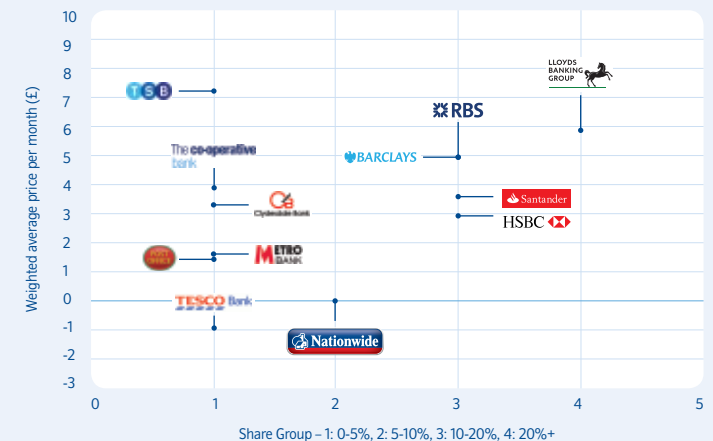 Weighted average price per month (£)
10
9
8
7
6
5
4
3
2
1
0
-1
-2
-3
LLOYDS
BANKING
GROUP
TSB
RBS
The co-operative
bank
BARCLAYS
Santander
Clydesdale Bank
HSBC
POST
OFFICE
METRO
BANK
TESCO Bank
Nationwide
0
1
2
3
4
5
Share Group – 1: 0-5%, 2: 5-10%, 3: 10-20%, 4: 20%+